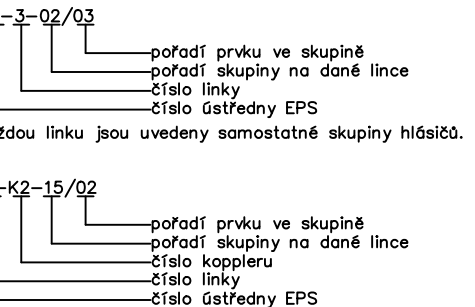 -3-02/03
pořadí prvku ve skupině
pořadí skupiny na dané lince
číslo linky
číslo ústředny EPS
ždou linku jsou uvedeny samostatné skupiny hlásičů.
-K2-15/02
pořadí prvku ve skupině
pořadí skupiny na dané lince
číslo koppleru
číslo linky
číslo ústředny EPS